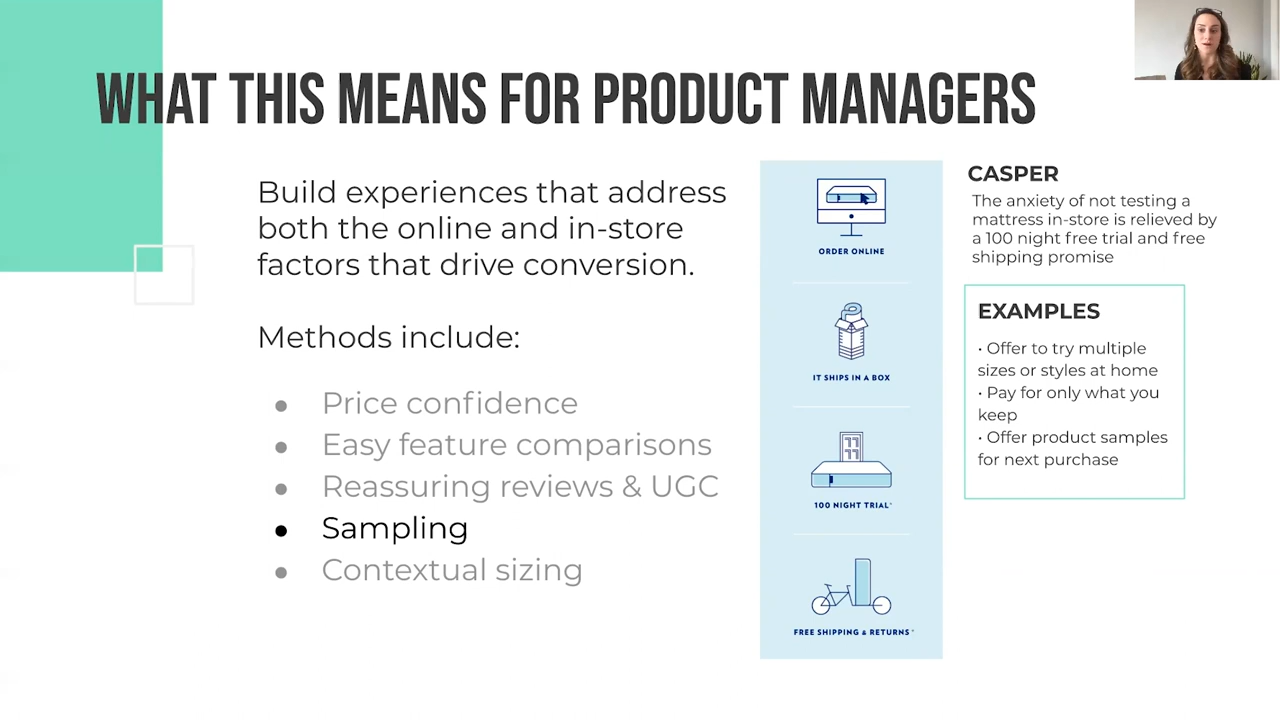 WHAT THIS MEANS FOR PRODUCT MANAGERS
Build experiences that address
both the online and in-store
factors that drive conversion.
Methods include:
● Price confidence
● Easy feature comparisons
● Reassuring reviews & UGC
● Sampling
● Contextual sizing
ORDER ONLINE
IT SHIPS IN A BOX
100 NIGHT TRIAL™
FREE SHIPPING & RETURNS™
CASPER
The anxiety of not testing a
mattress in-store is relieved by
a 100 night free trial and free
shipping promise
EXAMPLES
• Offer to try multiple
sizes or styles at home
• Pay for only what you
keep
• Offer product samples
for next purchase